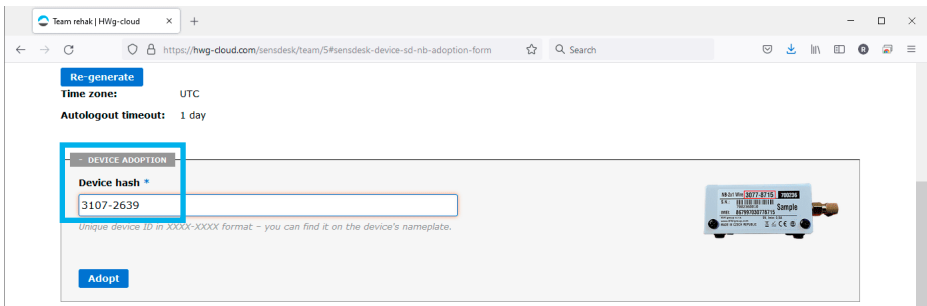 Team rehak | HWg-cloud
https://hwg-cloud.com/sensdesk/team/5#sensdesk-device-sd-nb-adoption-form
Search
R
Re-generate
Time zone: UTC
Autologout timeout: 1 day
- DEVICE ADOPTION
Device hash *
3107-2639
Unique device ID in XXXX-XXXX format – you can find it on the device's nameplate.
3077-8715
700236
Sample
867997030778715
MADE IN CZECH REPUBLIC
Adopt